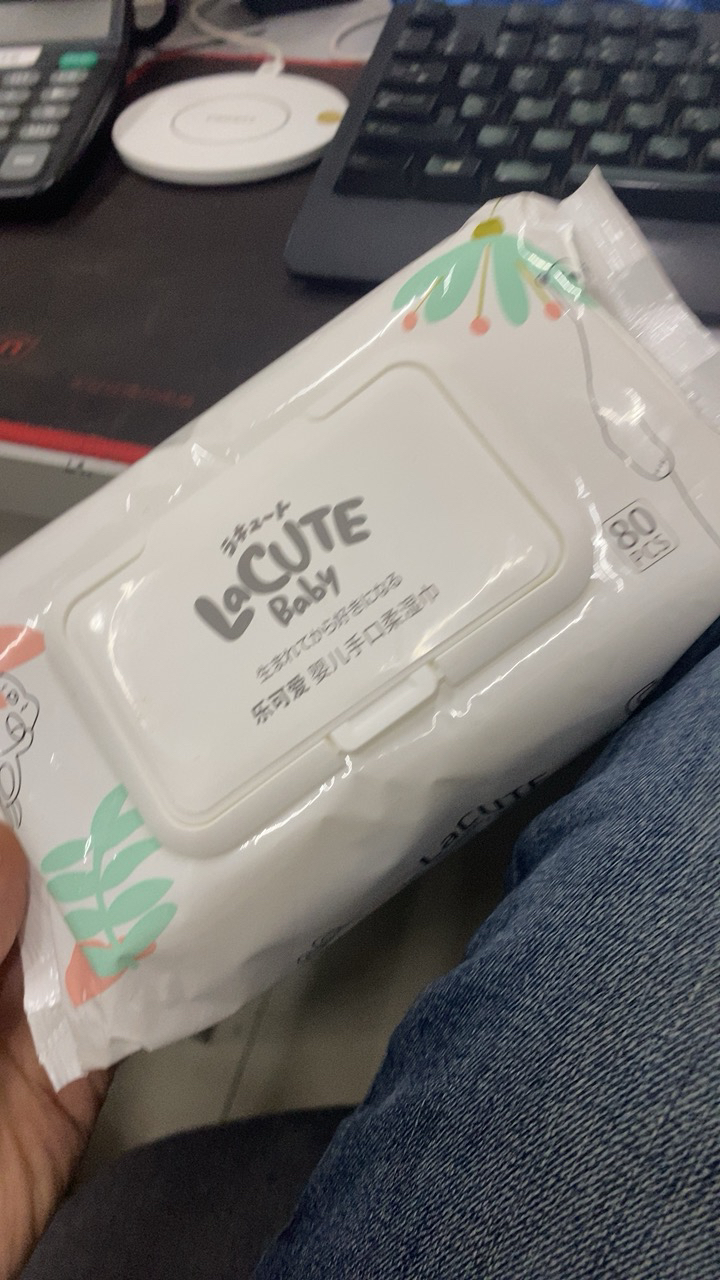 ラキュート
LaCUTE
Baby
生まれてから好きになる
乐可爱 婴儿手口柔湿巾
80
PCS
LaCUTE